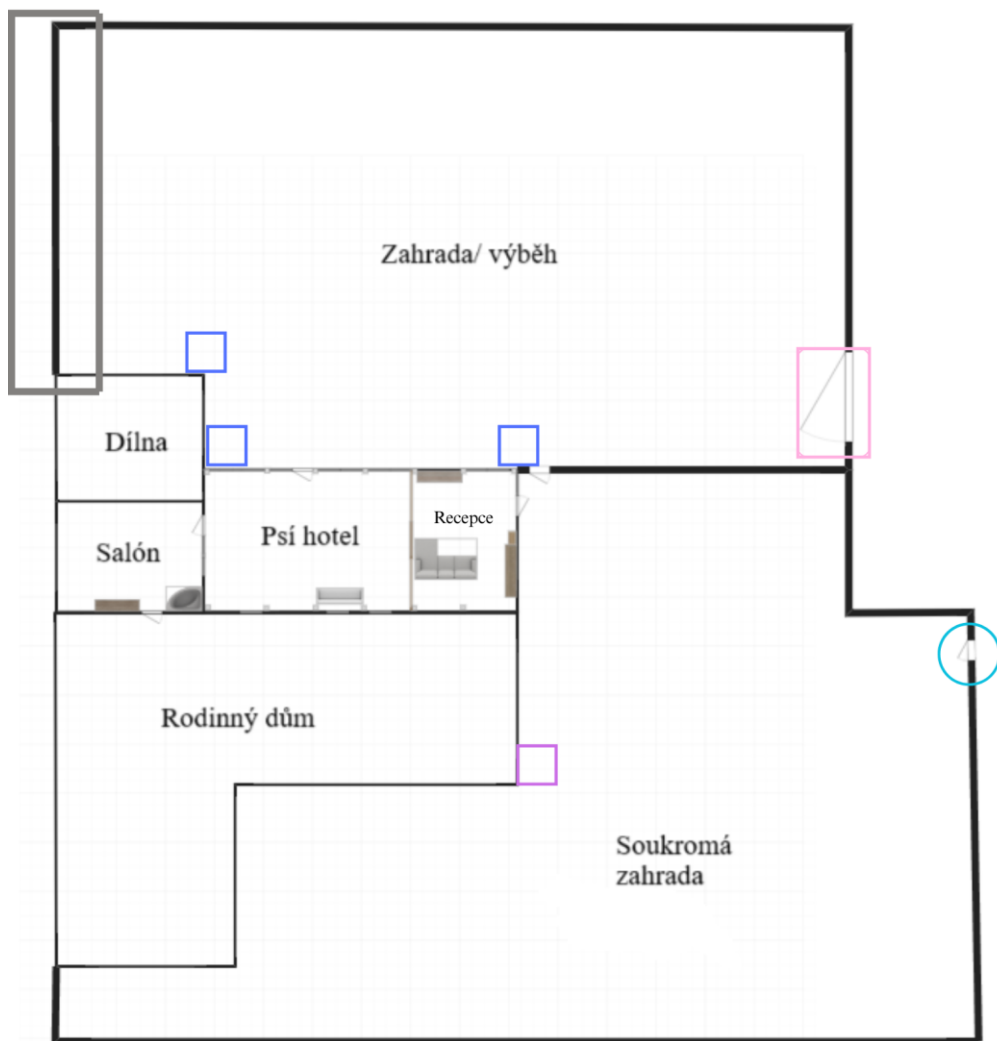 Zahrada/ výběh
Dílna
Recepce
Psí hotel
Salón
Rodinný dům
Soukromá
zahrada